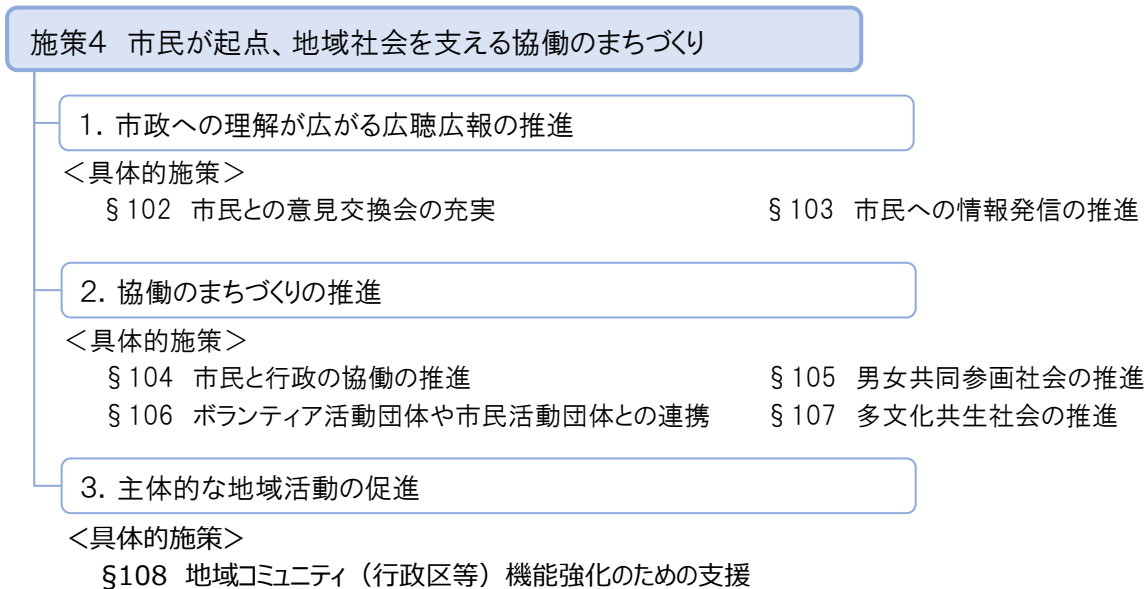 施策4 市民が起点、地域社会を支える協働のまちづくり
1. 市政への理解が広がる広聴広報の推進
＜具体的施策＞
§102 市民との意見交換会の充実 §103 市民への情報発信の推進
2. 協働のまちづくりの推進
＜具体的施策＞
§104 市民と行政の協働の推進 §105 男女共同参画社会の推進
§106 ボランティア活動団体や市民活動団体との連携 §107 多文化共生社会の推進
3. 主体的な地域活動の促進
＜具体的施策＞
§108 地域コミュニティ（行政区等）機能強化のための支援